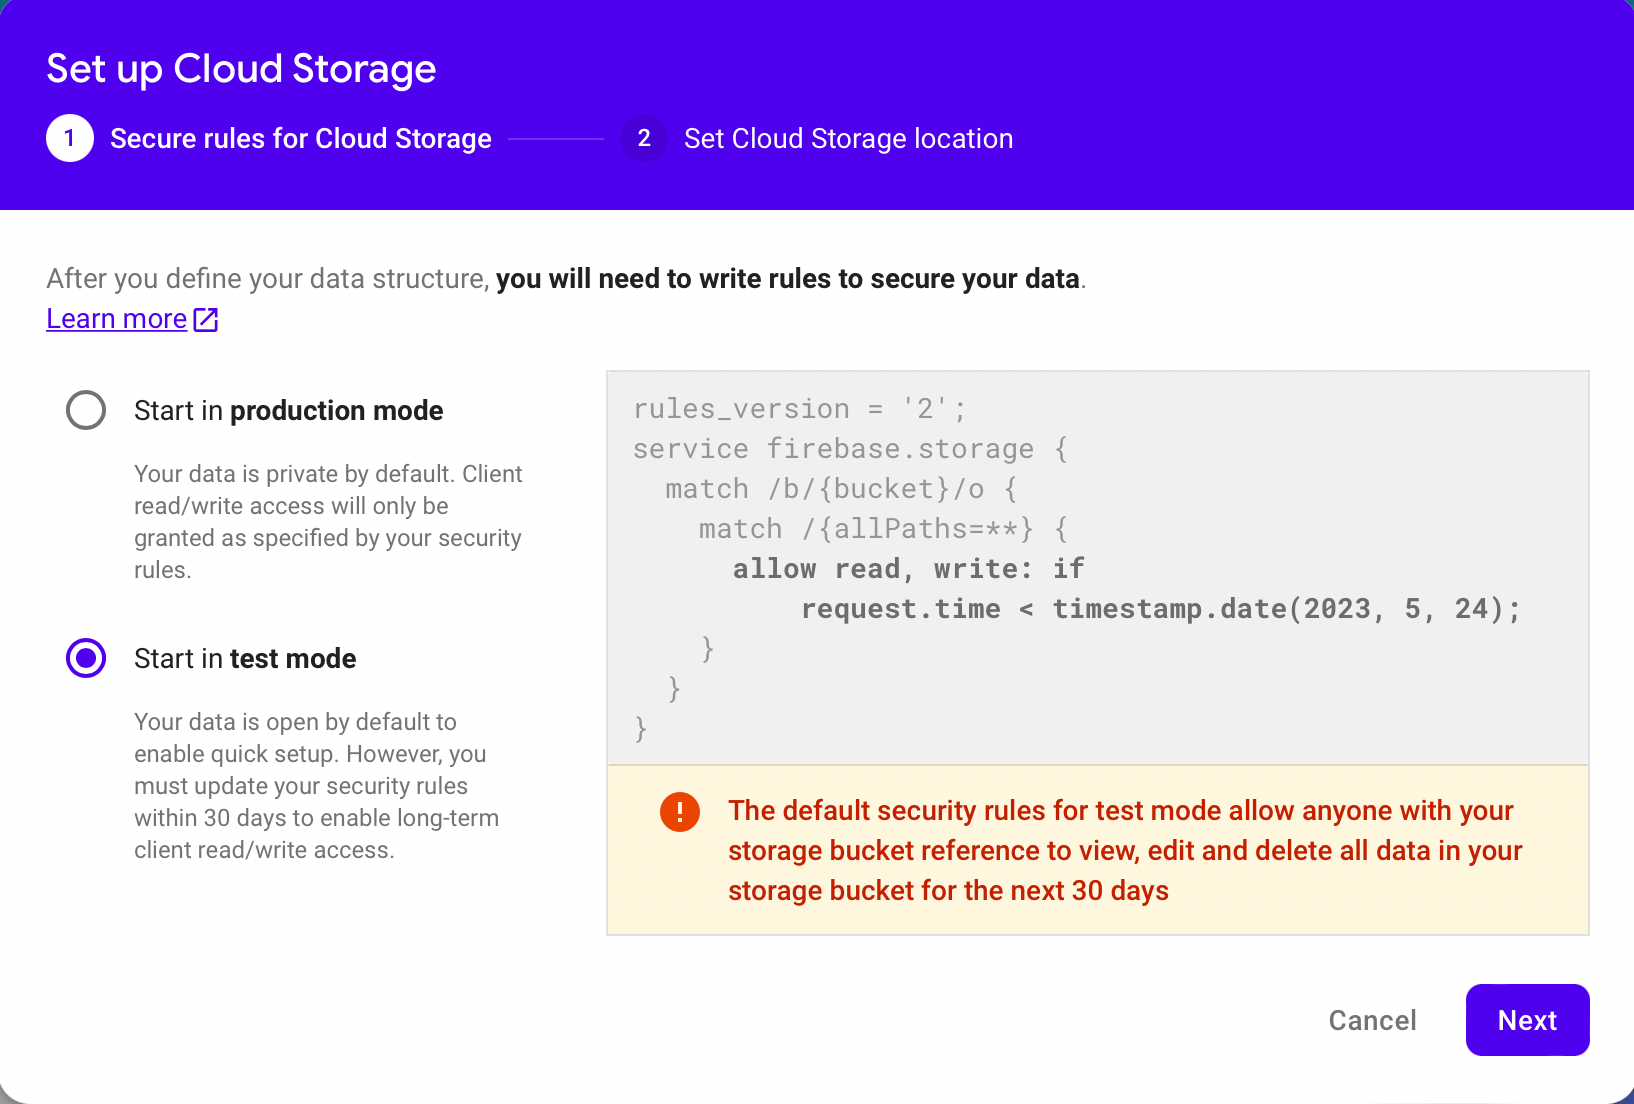 Set up Cloud Storage
1 Secure rules for Cloud Storage 2 Set Cloud Storage location
After you define your data structure, you will need to write rules to secure your data.
Learn more
Start in production mode
Your data is private by default. Client
read/write access will only be
granted as specified by your security
rules.
Start in test mode
Your data is open by default to
enable quick setup. However, you
must update your security rules
within 30 days to enable long-term
client read/write access.
rules_version = '2';
service firebase.storage {
  match /b/{bucket}/o {
    match /{allPaths=**} {
      allow read, write: if
          request.time < timestamp.date(2023, 5, 24);
    }
  }
}
The default security rules for test mode allow anyone with your
storage bucket reference to view, edit and delete all data in your
storage bucket for the next 30 days
Cancel Next